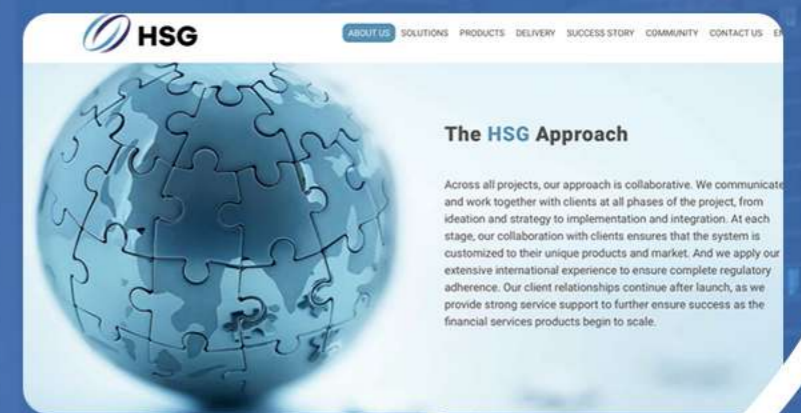 HSG
ABOUT US SOLUTIONS PRODUCTS DELIVERY SUCCESS STORY COMMUNITY CONTACT US
The HSG Approach
Across all projects, our approach is collaborative. We communicate
and work together with clients at all phases of the project, from
ideation and strategy to implementation and integration. At each
stage, our collaboration with clients ensures that the system is
customized to their unique products and market. And we apply our
extensive international experience to ensure complete regulatory
adherence. Our client relationships continue after launch, as we
provide strong service support to further ensure success as the
financial services products begin to scale.